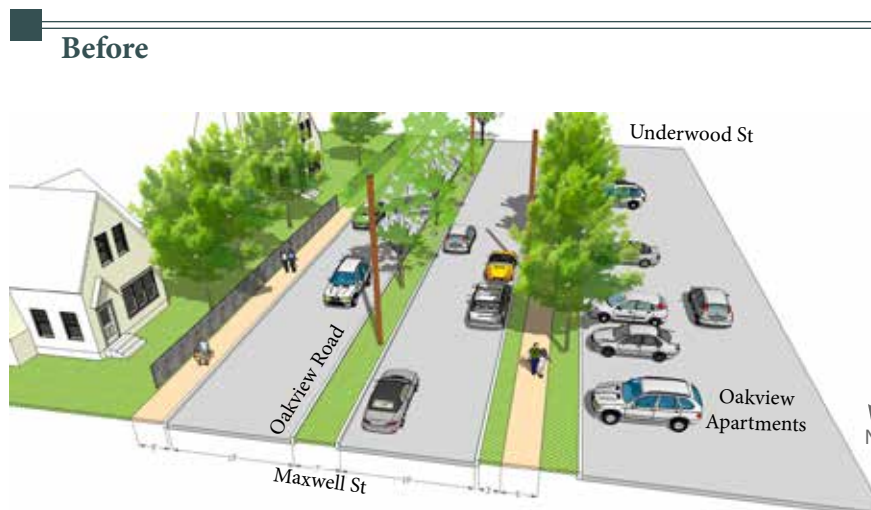 Before
Underwood St
Oakview Road
Oakview
Apartments
Maxwell St